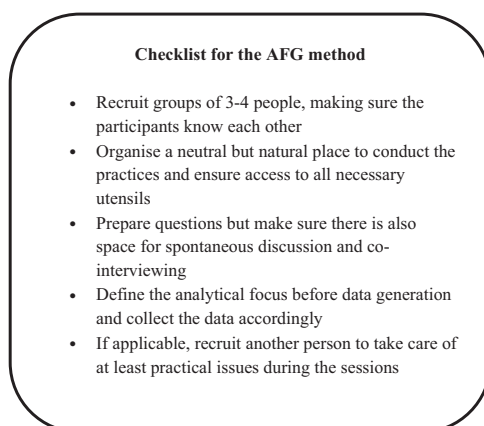 Checklist for the AFG method
• Recruit groups of 3-4 people, making sure the
participants know each other
• Organise a neutral but natural place to conduct the
practices and ensure access to all necessary
utensils
• Prepare questions but make sure there is also
space for spontaneous discussion and co-
interviewing
• Define the analytical focus before data generation
and collect the data accordingly
• If applicable, recruit another person to take care of
at least practical issues during the sessions